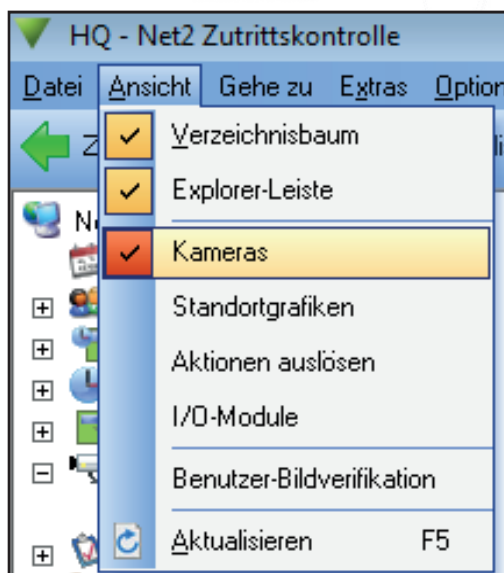 HQ - Net2 Zutrittskontrolle
Datei Ansicht Gehe zu Extras
Verzeichnisbaum
Explorer-Leiste
Kameras
Standortgrafiken
Aktionen auslösen
I/O-Module
Benutzer-Bildverifikation
Aktualisieren F5